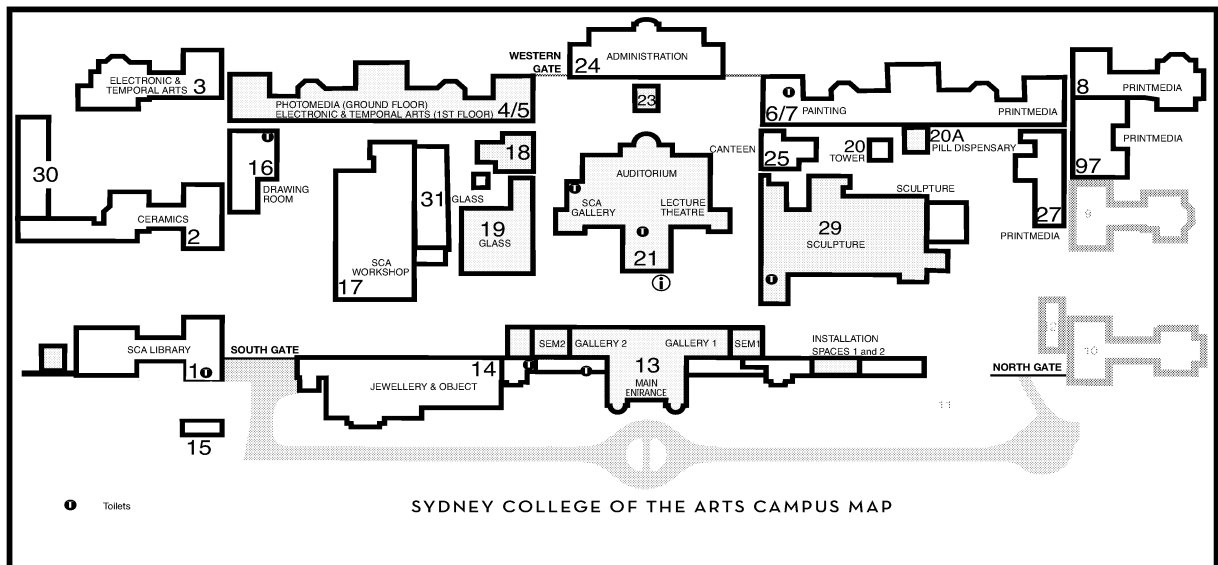 WESTERN
GATE
24
ADMINISTRATION
ELECTRONIC &
TEMPORAL ARTS
3
PHOTOMEDIA (GROUND FLOOR)
ELECTRONIC & TEMPORAL ARTS (1ST FLOOR)
4/5
23
6/7
PAINTING
PRINTMEDIA
8
PRINTMEDIA
PRINTMEDIA
97
30
16
DRAWING
ROOM
18
CANTEEN
25
20
TOWER
20A
PILL DISPENSARY
27
PRINTMEDIA
CERAMICS
2
SCA
WORKSHOP
17
31
GLASS
19
GLASS
AUDITORIUM
SCA
GALLERY
LECTURE
THEATRE
21
i
SCULPTURE
29
SCULPTURE
9
12
10
SCA LIBRARY
1
SOUTH GATE
14
JEWELLERY & OBJECT
SEM2
GALLERY 2
GALLERY 1
SEM1
13
MAIN
ENTRANCE
INSTALLATION
SPACES 1 and 2
NORTH GATE
11
15
Toilets
SYDNEY COLLEGE OF THE ARTS CAMPUS MAP